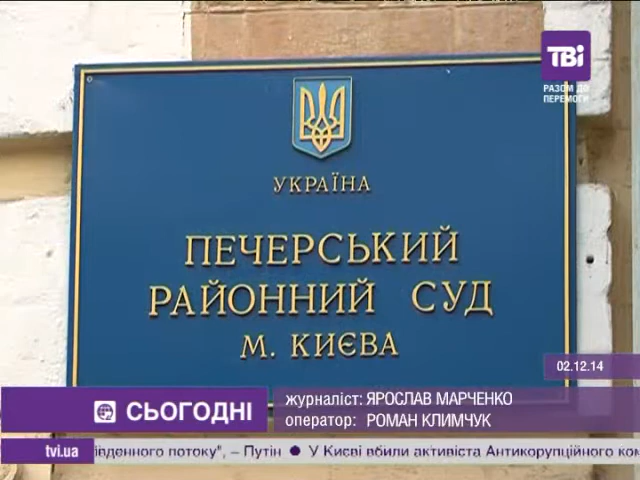 ТВі
РАЗОМ ДО
ПЕРЕМОГИ
УКРАЇНА
ПЕЧЕРСЬКИЙ
РАЙОННИЙ СУД
М. КИЄВА
02.12.14
СЬОГОДНІ
журналіст: ЯРОСЛАВ МАРЧЕНКО
оператор: РОМАН КЛИМЧУК
tvi.ua вденного потоку", – Путін ● У Києві вбили активіста Антикорупційного ком